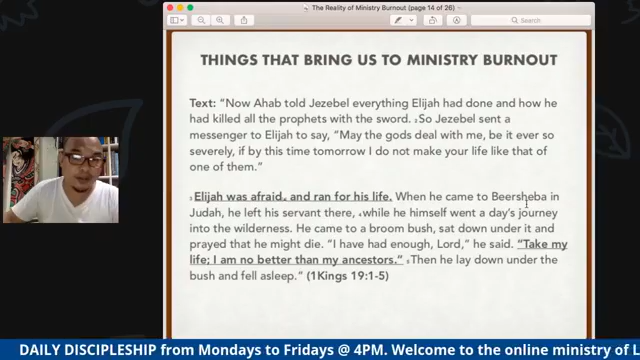 The Reality of Ministry Burnout (page 14 of 26)
Search
THINGS THAT BRING US TO MINISTRY BURNOUT
Text: “Now Ahab told Jezebel everything Elijah had done and how he
had killed all the prophets with the sword. 2 So Jezebel sent a
messenger to Elijah to say, “May the gods deal with me, be it ever so
severely, if by this time tomorrow I do not make your life like that of
one of them.”
3 Elijah was afraid, and ran for his life. When he came to Beersheba in
Judah, he left his servant there, 4 while he himself went a day’s journey
into the wilderness. He came to a broom bush, sat down under it and
prayed that he might die. “I have had enough, Lord,” he said. “Take my
life; I am no better than my ancestors.” 5 Then he lay down under the
bush and fell asleep.” (1Kings 19:1-5)
DAILY DISCIPLESHIP from Mondays to Fridays @ 4PM. Welcome to the online ministry of L